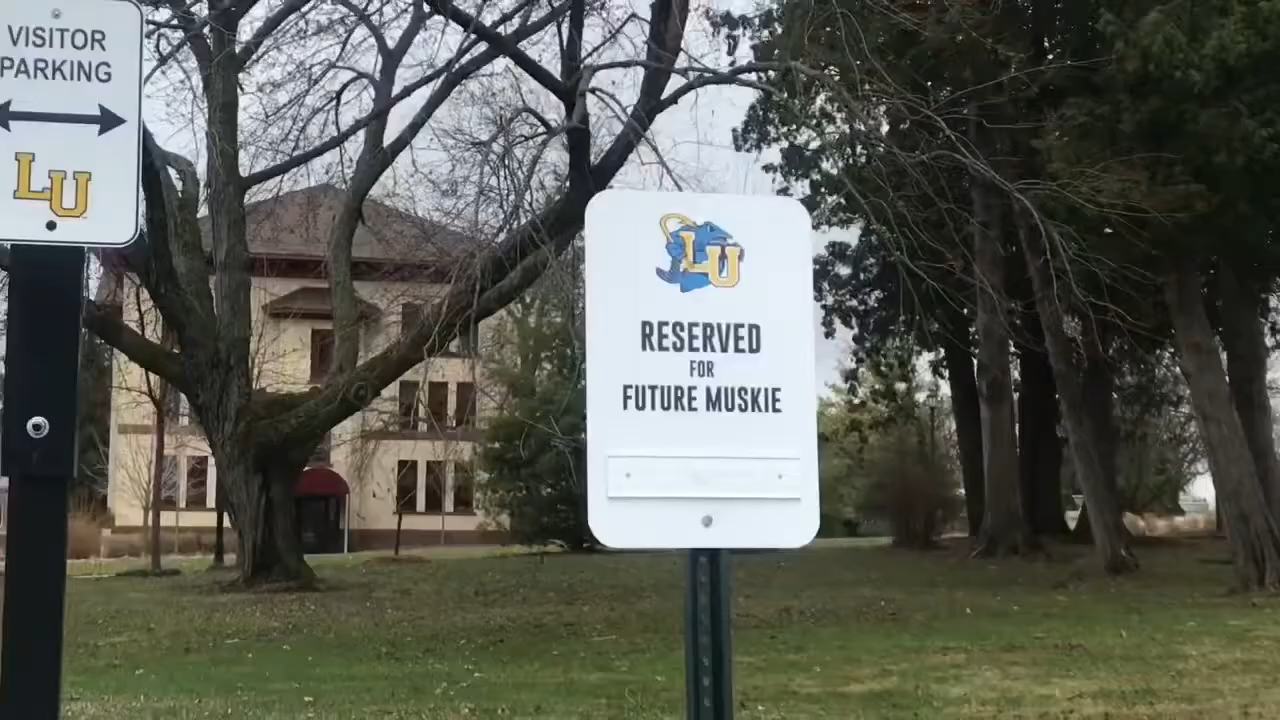 VISITOR
PARKING
LU
LU
RESERVED
FOR
FUTURE MUSKIE